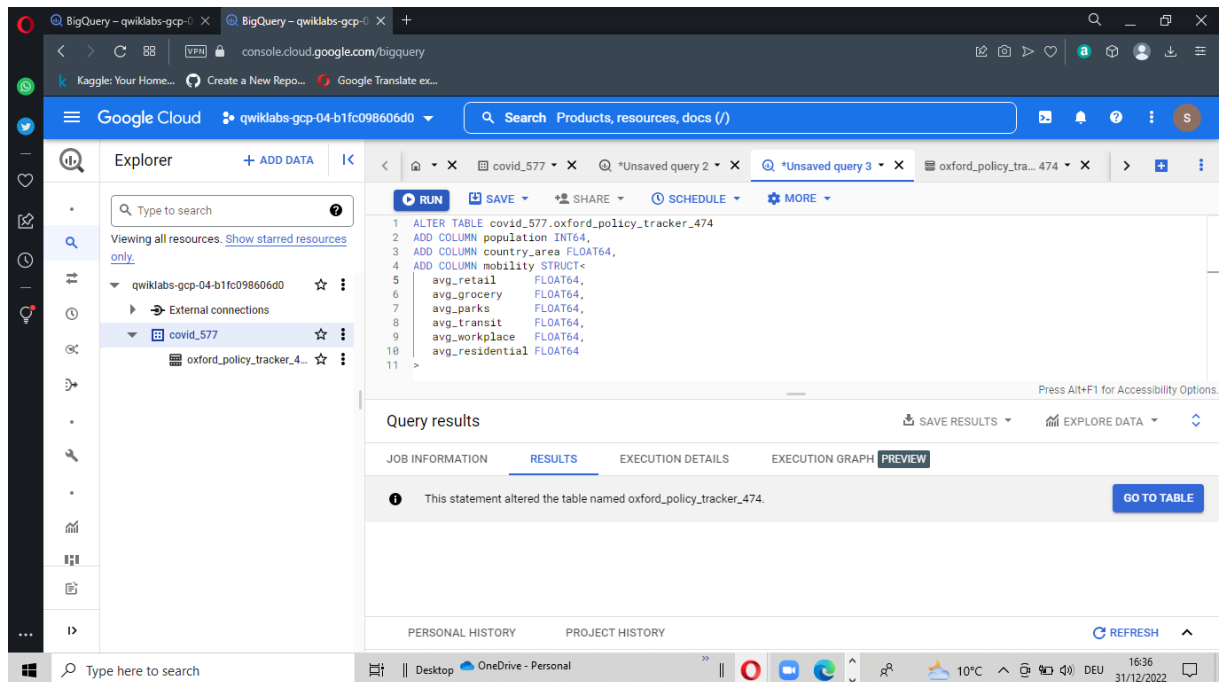 BigQuery – qwiklabs-gcp-0
BigQuery – qwiklabs-gcp-0
VPN console.cloud.google.com/bigquery
Kaggle: Your Home... Create a New Repo... Google Translate ex...
Google Cloud qwiklabs-gcp-04-b1fc098606d0 Search Products, resources, docs (/) S
Explorer + ADD DATA
covid_577 *Unsaved query 2 *Unsaved query 3 oxford_policy_tra... 474
Type to search
Viewing all resources. Show starred resources
only.
qwiklabs-gcp-04-b1fc098606d0
External connections
covid_577
oxford_policy_tracker_4...
RUN SAVE SHARE SCHEDULE MORE
1 ALTER TABLE covid_577.oxford_policy_tracker_474
2 ADD COLUMN population INT64,
3 ADD COLUMN country_area FLOAT64,
4 ADD COLUMN mobility STRUCT<
5 avg_retail FLOAT64,
6 avg_grocery FLOAT64,
7 avg_parks FLOAT64,
8 avg_transit FLOAT64,
9 avg_workplace FLOAT64,
10 avg_residential FLOAT64
11 >
Press Alt+F1 for Accessibility Options.
Query results SAVE RESULTS EXPLORE DATA
JOB INFORMATION RESULTS EXECUTION DETAILS EXECUTION GRAPH PREVIEW
This statement altered the table named oxford_policy_tracker_474. GO TO TABLE
PERSONAL HISTORY PROJECT HISTORY REFRESH
Type here to search Desktop OneDrive - Personal 10°C DEU 16:36
31/12/2022